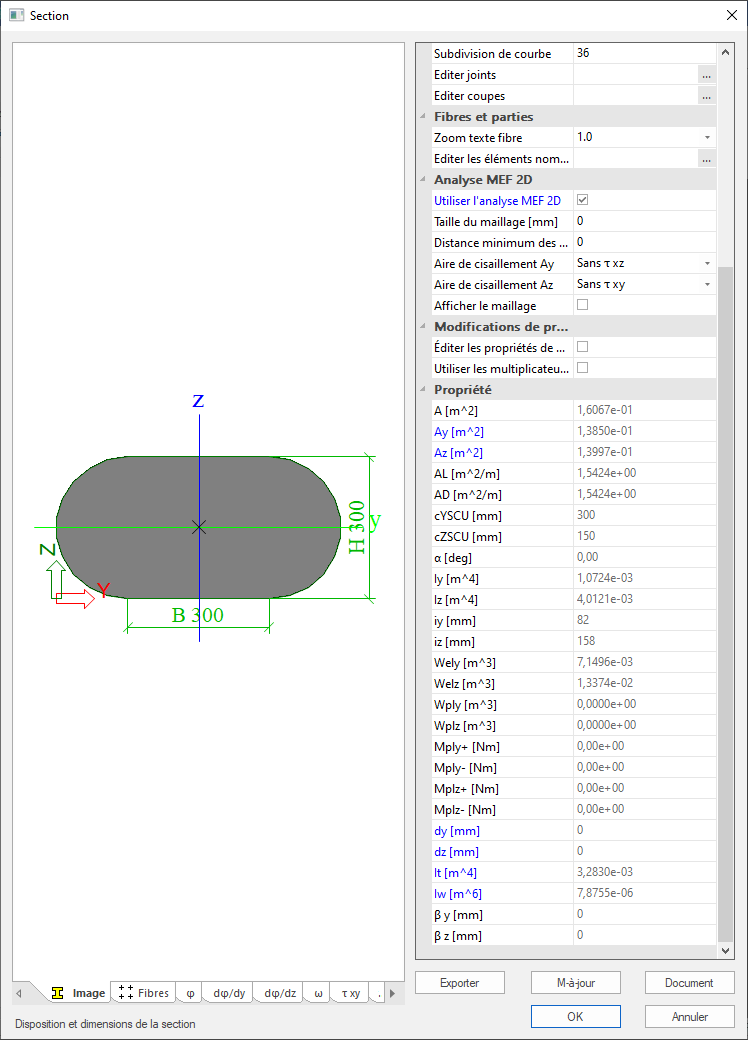 Section
Subdivision de courbe 36
Editer joints ...
Editer coupes ...
Fibres et parties
Zoom texte fibre 1.0
Editer les éléments nom... ...
Analyse MEF 2D
Utiliser l'analyse MEF 2D
Taille du maillage [mm] 0
Distance minimum des ... 0
Aire de cisaillement Ay Sans τ xz
Aire de cisaillement Az Sans τ xy
Afficher le maillage
Modifications de pr...
Éditer les propriétés de ...
Utiliser les multiplicateu...
Propriété
A [m^2] 1,6067e-01
Ay [m^2] 1,3850e-01
Az [m^2] 1,3997e-01
AL [m^2/m] 1,5424e+00
AD [m^2/m] 1,5424e+00
cYSCU [mm] 300
cZSCU [mm] 150
α [deg] 0,00
Iy [m^4] 1,0724e-03
Iz [m^4] 4,0121e-03
iy [mm] 82
iz [mm] 158
Wely [m^3] 7,1496e-03
Welz [m^3] 1,3374e-02
Wply [m^3] 0,0000e+00
Wplz [m^3] 0,0000e+00
Mply+ [Nm] 0,00e+00
Mply- [Nm] 0,00e+00
Mplz+ [Nm] 0,00e+00
Mplz- [Nm] 0,00e+00
dy [mm] 0
dz [mm] 0
It [m^4] 3,2830e-03
Iw [m^6] 7,8755e-06
β y [mm] 0
β z [mm] 0
z
H 300
y
Z
Y
B 300
Image Fibres φ dφ/dy dφ/dz ω τ xy .
Exporter M-à-jour Document
OK Annuler
Disposition et dimensions de la section